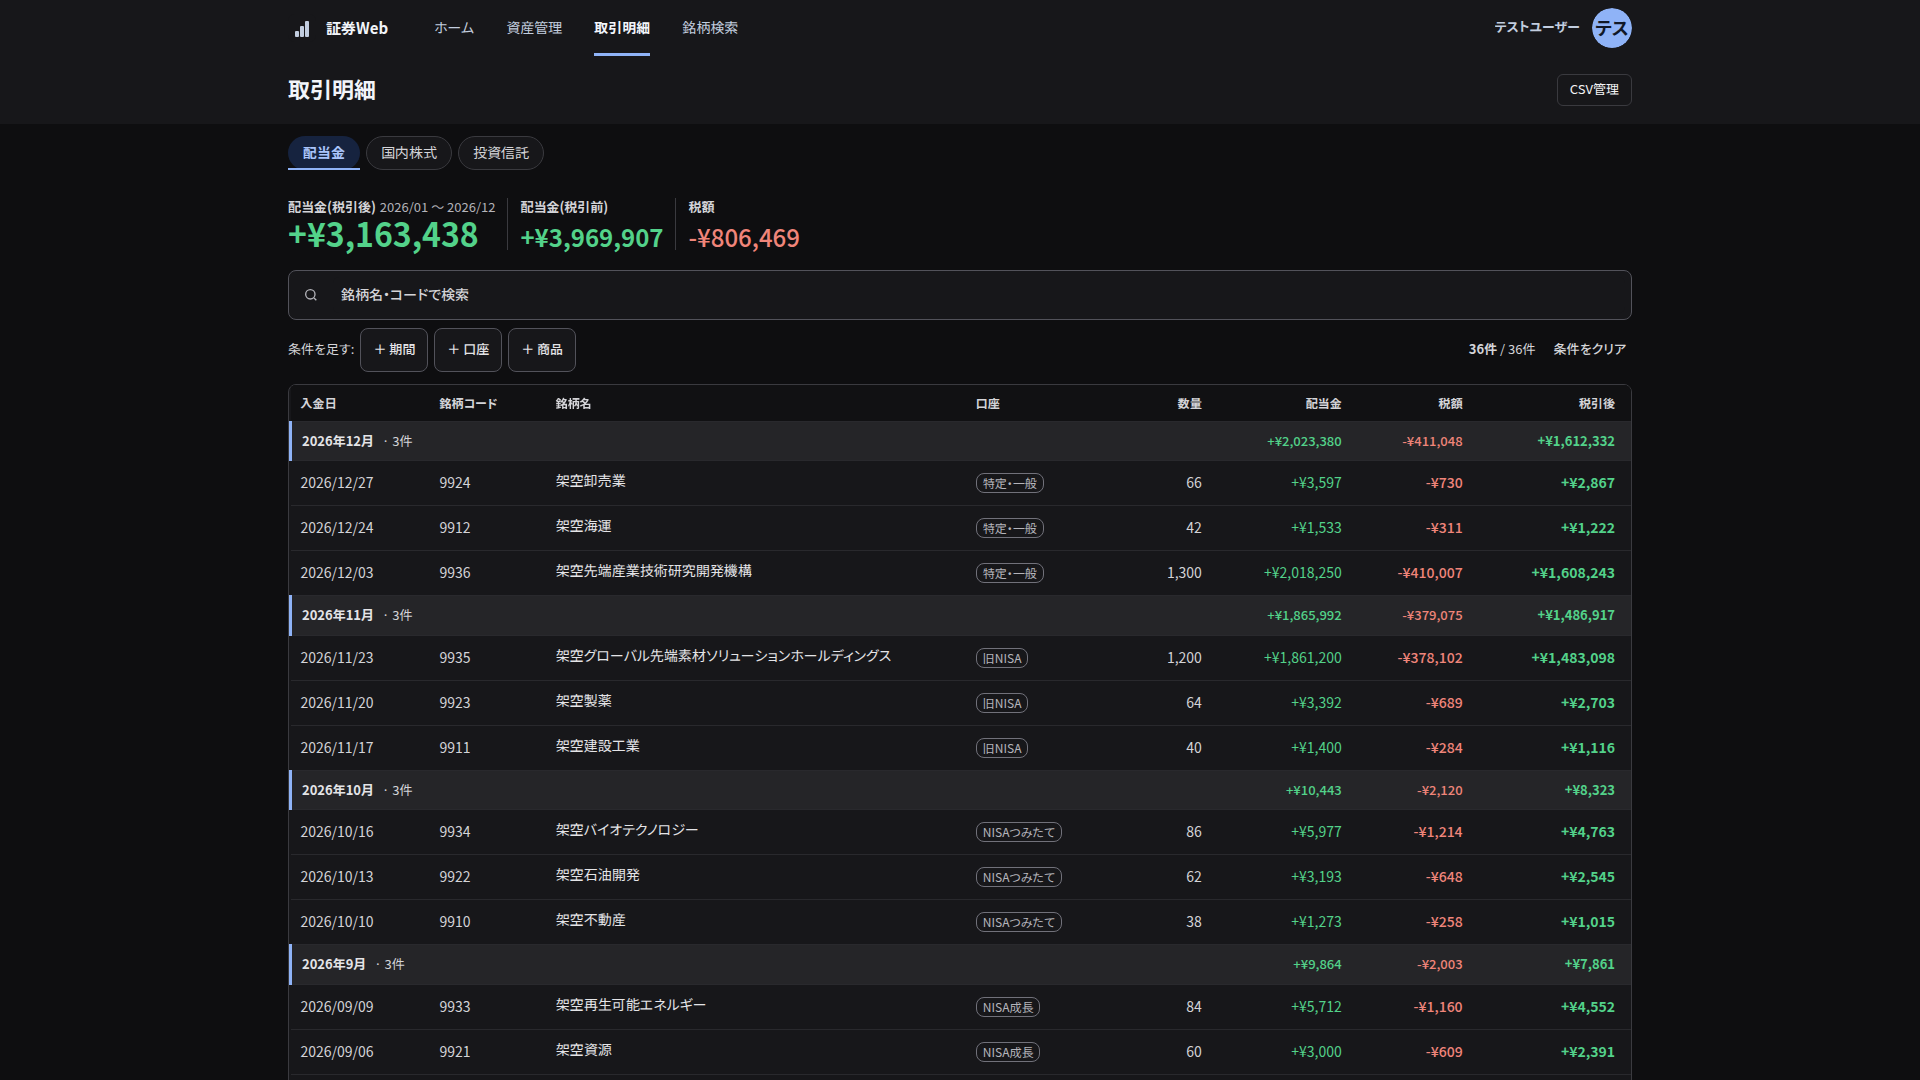 証券Web ホーム 資産管理 取引明細 銘柄検索 テストユーザー テス
取引明細 CSV管理
配当金 国内株式 投資信託
配当金(税引後) 2026/01 ～ 2026/12 配当金(税引前) 税額
+¥3,163,438 +¥3,969,907 -¥806,469
銘柄名・コードで検索
条件を足す: ＋ 期間 ＋ 口座 ＋ 商品 36件 / 36件 条件をクリア
入金日 銘柄コード 銘柄名 口座 数量 配当金 税額 税引後
2026年12月 · 3件 +¥2,023,380 -¥411,048 +¥1,612,332
2026/12/27 9924 架空卸売業 特定・一般 66 +¥3,597 -¥730 +¥2,867
2026/12/24 9912 架空海運 特定・一般 42 +¥1,533 -¥311 +¥1,222
2026/12/03 9936 架空先端産業技術研究開発機構 特定・一般 1,300 +¥2,018,250 -¥410,007 +¥1,608,243
2026年11月 · 3件 +¥1,865,992 -¥379,075 +¥1,486,917
2026/11/23 9935 架空グローバル先端素材ソリューションホールディングス 旧NISA 1,200 +¥1,861,200 -¥378,102 +¥1,483,098
2026/11/20 9923 架空製薬 旧NISA 64 +¥3,392 -¥689 +¥2,703
2026/11/17 9911 架空建設工業 旧NISA 40 +¥1,400 -¥284 +¥1,116
2026年10月 · 3件 +¥10,443 -¥2,120 +¥8,323
2026/10/16 9934 架空バイオテクノロジー NISAつみたて 86 +¥5,977 -¥1,214 +¥4,763
2026/10/13 9922 架空石油開発 NISAつみたて 62 +¥3,193 -¥648 +¥2,545
2026/10/10 9910 架空不動産 NISAつみたて 38 +¥1,273 -¥258 +¥1,015
2026年9月 · 3件 +¥9,864 -¥2,003 +¥7,861
2026/09/09 9933 架空再生可能エネルギー NISA成長 84 +¥5,712 -¥1,160 +¥4,552
2026/09/06 9921 架空資源 NISA成長 60 +¥3,000 -¥609 +¥2,391